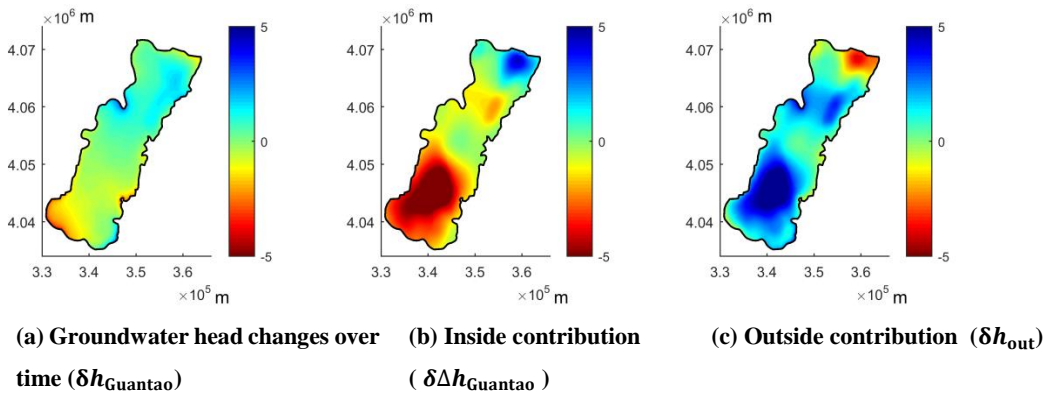 ×10⁶ m
4.07
4.06
4.05
4.04
3.3 3.4 3.5 3.6
×10⁵ m
5
0
-5
(a) Groundwater head changes over
time (δh_Guantao)
×10⁶ m
4.07
4.06
4.05
4.04
3.3 3.4 3.5 3.6
×10⁵ m
5
0
-5
(b) Inside contribution
( δΔh_Guantao )
×10⁶ m
4.07
4.06
4.05
4.04
3.3 3.4 3.5 3.6
×10⁵ m
5
0
-5
(c) Outside contribution (δh_out)